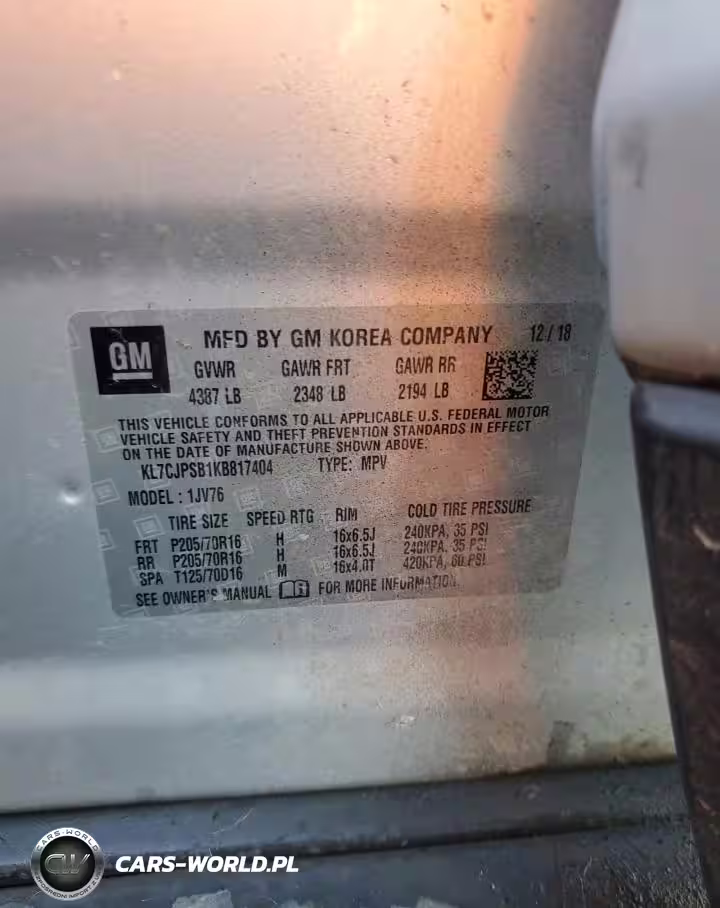 GM
MFD BY GM KOREA COMPANY 12 / 18
GVWR GAWR FRT GAWR RR
4387 LB 2348 LB 2194 LB
THIS VEHICLE CONFORMS TO ALL APPLICABLE U.S. FEDERAL MOTOR
VEHICLE SAFETY AND THEFT PREVENTION STANDARDS IN EFFECT
ON THE DATE OF MANUFACTURE SHOWN ABOVE.
KL7CJPSB1KB817404 TYPE: MPV
MODEL : 1JV76
TIRE SIZE SPEED RTG RIM COLD TIRE PRESSURE
FRT P205/70R16 H 16x6.5J 240KPA, 35 PSI
RR P205/70R16 H 16x6.5J 240KPA, 35 PSI
SPA T125/70D16 M 16x4.0T 420KPA, 60 PSI
SEE OWNER'S MANUAL FOR MORE INFORMATION.
CARS-WORLD
CW
CARS-WORLD.PL